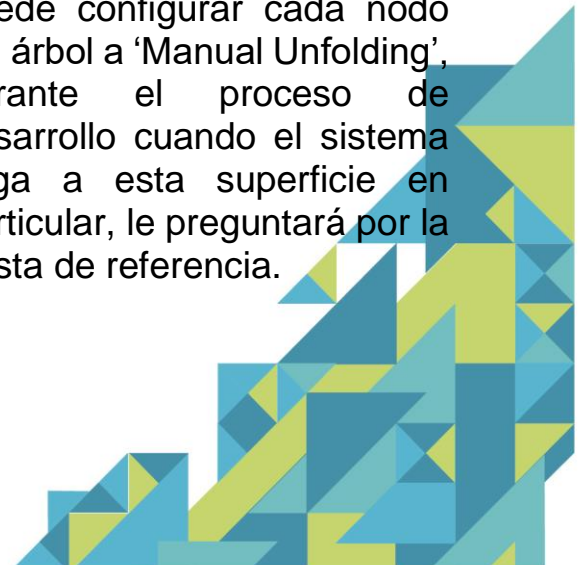 ede configurar cada nodo
árbol a ‘Manual Unfolding’,
rante el proceso de
sarrollo cuando el sistema
ga a esta superficie en
rticular, le preguntará por la
sta de referencia.